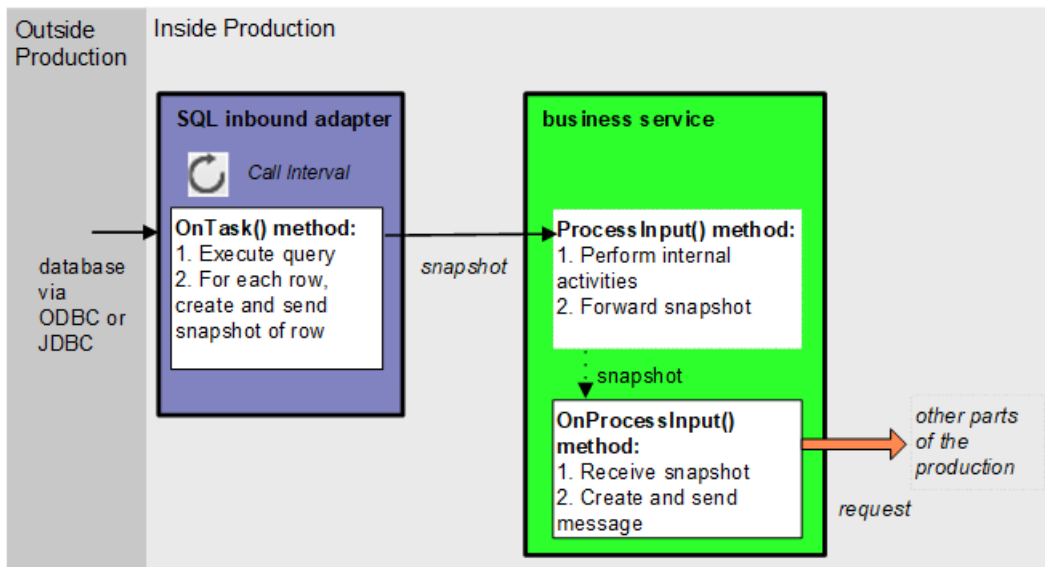 Outside
Production
Inside Production
SQL inbound adapter
Call Interval
OnTask() method:
1. Execute query
2. For each row,
create and send
snapshot of row
database
via
ODBC or
JDBC
snapshot
business service
ProcessInput() method:
1. Perform internal
activities
2. Forward snapshot
snapshot
OnProcessInput()
method:
1. Receive snapshot
2. Create and send
message
other parts
of the
production
request